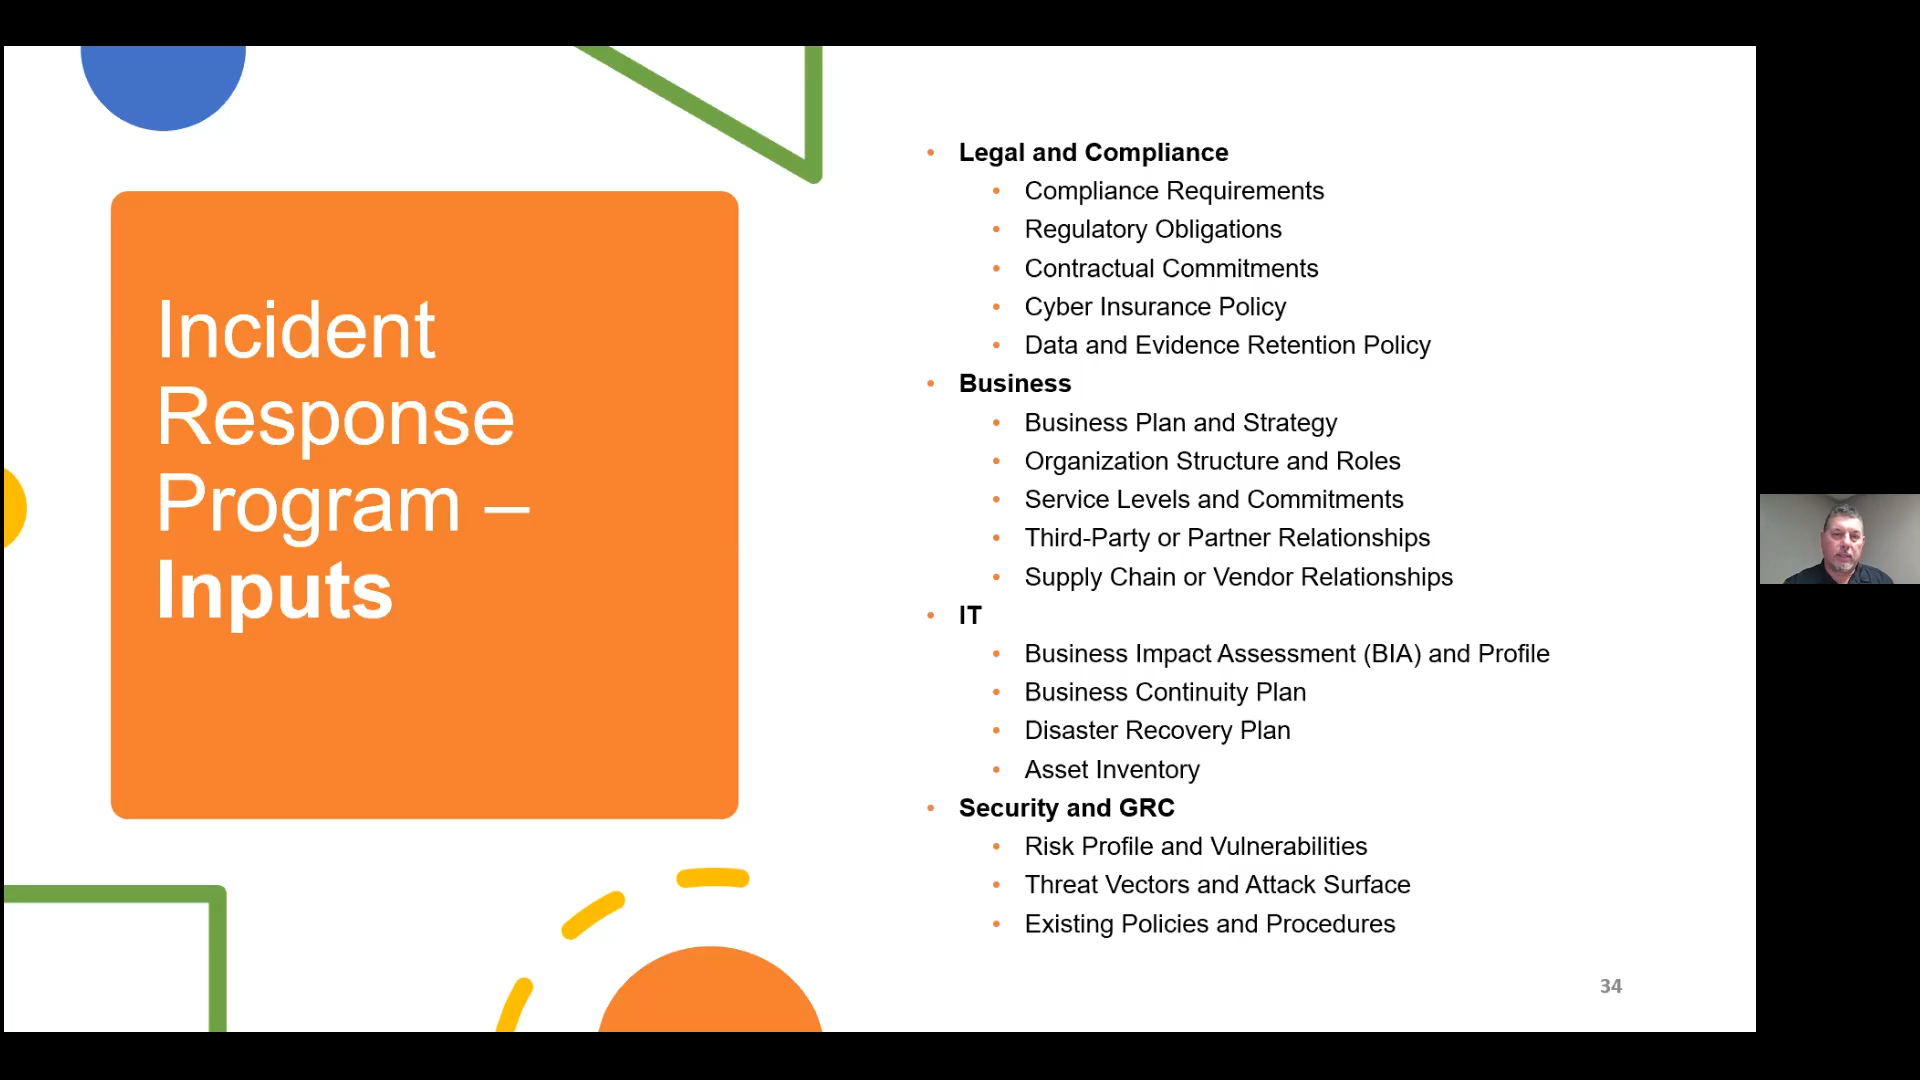 Incident
Response
Program –
Inputs
• Legal and Compliance
• Compliance Requirements
• Regulatory Obligations
• Contractual Commitments
• Cyber Insurance Policy
• Data and Evidence Retention Policy
• Business
• Business Plan and Strategy
• Organization Structure and Roles
• Service Levels and Commitments
• Third-Party or Partner Relationships
• Supply Chain or Vendor Relationships
• IT
• Business Impact Assessment (BIA) and Profile
• Business Continuity Plan
• Disaster Recovery Plan
• Asset Inventory
• Security and GRC
• Risk Profile and Vulnerabilities
• Threat Vectors and Attack Surface
• Existing Policies and Procedures
34